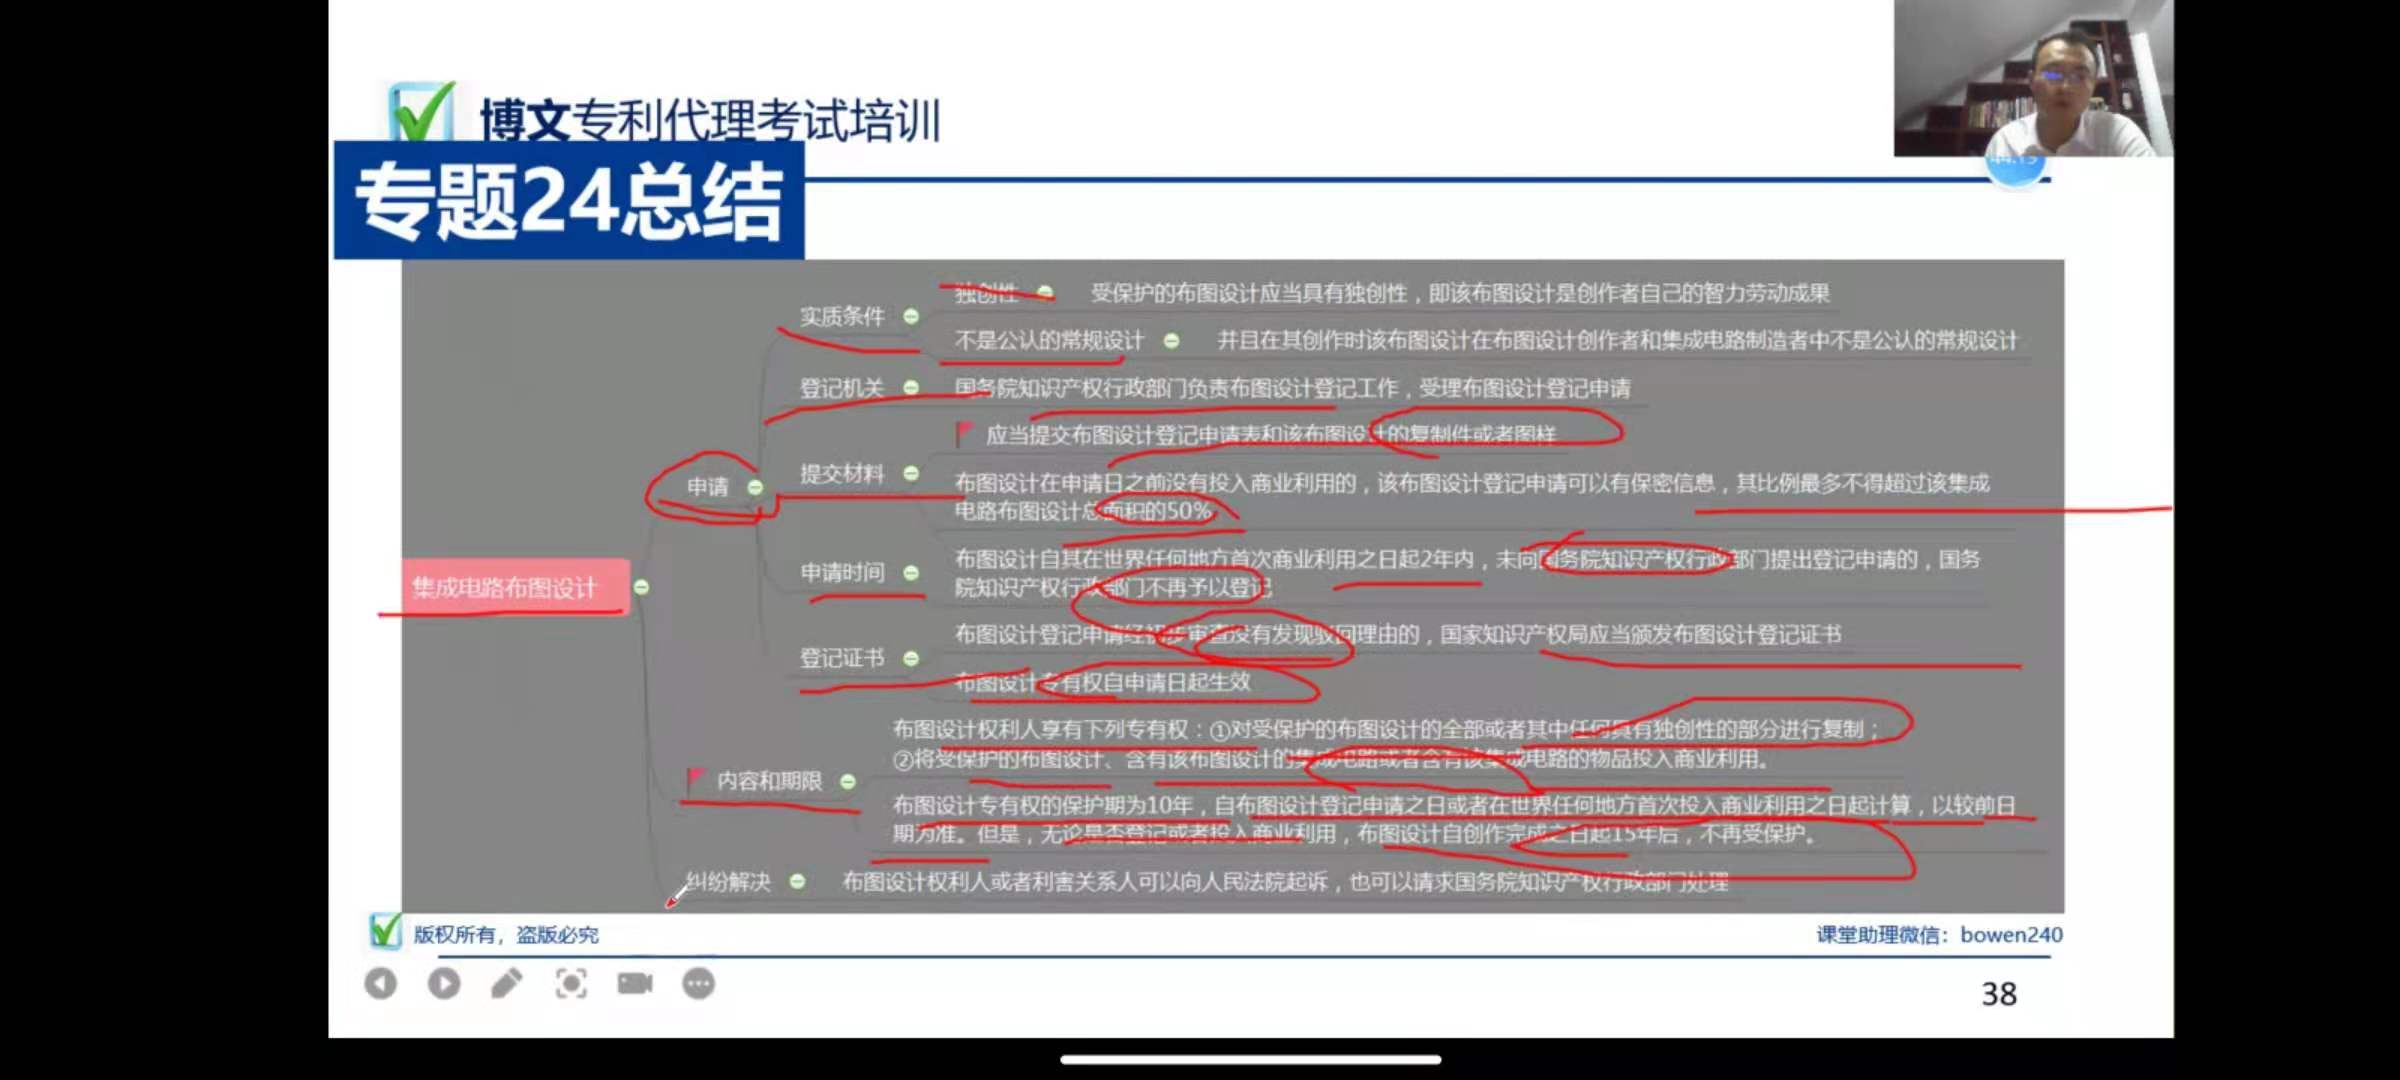 博文专利代理考试培训
专题24总结
44:15
独创性 受保护的布图设计应当具有独创性，即该布图设计是创作者自己的智力劳动成果
实质条件
不是公认的常规设计 并且在其创作时该布图设计在布图设计创作者和集成电路制造者中不是公认的常规设计
登记机关 国务院知识产权行政部门负责布图设计登记工作，受理布图设计登记申请
应当提交布图设计登记申请表和该布图设计的复制件或者图样
提交材料
布图设计在申请日之前没有投入商业利用的，该布图设计登记申请可以有保密信息，其比例最多不得超过该集成
电路布图设计总面积的50%
申请
布图设计自其在世界任何地方首次商业利用之日起2年内，未向国务院知识产权行政部门提出登记申请的，国务
申请时间
院知识产权行政部门不再予以登记
集成电路布图设计
布图设计登记申请经初步审查没有发现驳回理由的，国家知识产权局应当颁发布图设计登记证书
登记证书
布图设计专有权自申请日起生效
布图设计权利人享有下列专有权：①对受保护的布图设计的全部或者其中任何具有独创性的部分进行复制；
②将受保护的布图设计、含有该布图设计的集成电路或者含有该集成电路的物品投入商业利用。
内容和期限
布图设计专有权的保护期为10年，自布图设计登记申请之日或者在世界任何地方首次投入商业利用之日起计算，以较前日
期为准。但是，无论是否登记或者投入商业利用，布图设计自创作完成之日起15年后，不再受保护。
纠纷解决 布图设计权利人或者利害关系人可以向人民法院起诉，也可以请求国务院知识产权行政部门处理
版权所有，盗版必究
课堂助理微信：bowen240
38